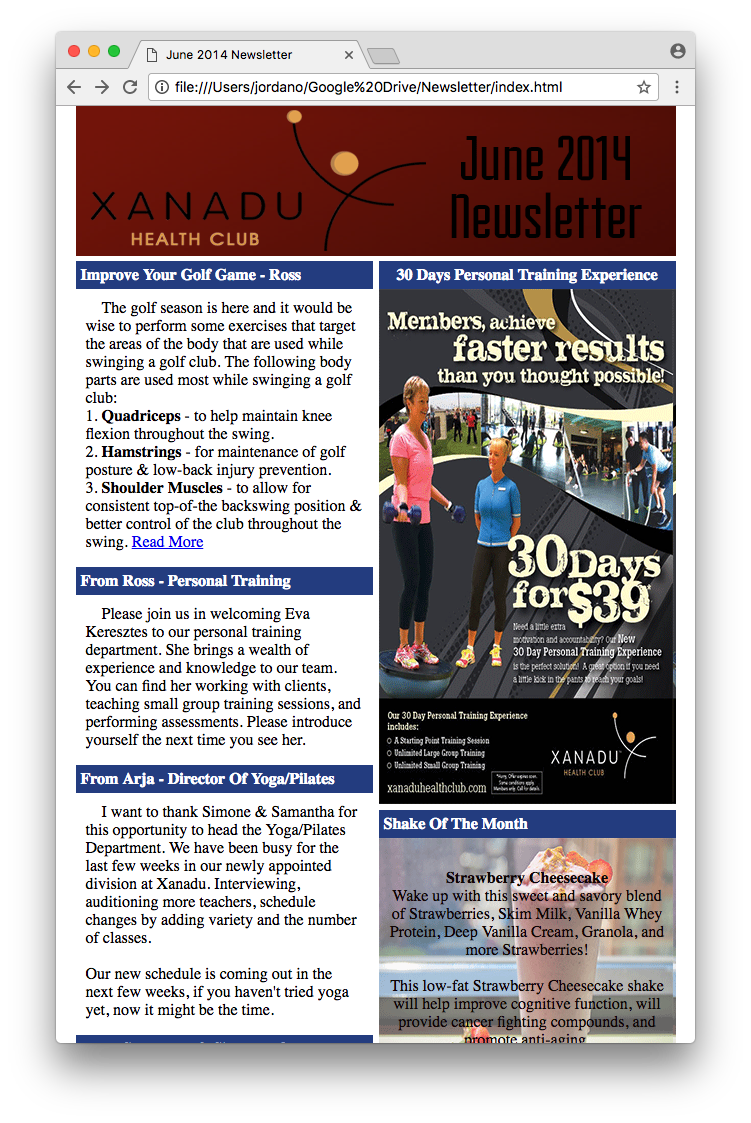 June 2014 Newsletter
file:///Users/jordano/Google%20Drive/Newsletter/index.html
XANADU
HEALTH CLUB
June 2014
Newsletter
Improve Your Golf Game - Ross
The golf season is here and it would be
wise to perform some exercises that target
the areas of the body that are used while
swinging a golf club. The following body
parts are used most while swinging a golf
club:
1. Quadriceps - to help maintain knee
flexion throughout the swing.
2. Hamstrings - for maintenance of golf
posture & low-back injury prevention.
3. Shoulder Muscles - to allow for
consistent top-of-the backswing position &
better control of the club throughout the
swing. Read More
From Ross - Personal Training
Please join us in welcoming Eva
Keresztes to our personal training
department. She brings a wealth of
experience and knowledge to our team.
You can find her working with clients,
teaching small group training sessions, and
performing assessments. Please introduce
yourself the next time you see her.
From Arja - Director Of Yoga/Pilates
I want to thank Simone & Samantha for
this opportunity to head the Yoga/Pilates
Department. We have been busy for the
last few weeks in our newly appointed
division at Xanadu. Interviewing,
auditioning more teachers, schedule
changes by adding variety and the number
of classes.
Our new schedule is coming out in the
next few weeks, if you haven't tried yoga
yet, now it might be the time.
30 Days Personal Training Experience
Members, achieve
faster results
than you thought possible!
30 Days
for $39
Need a little extra
motivation and accountability? Our New
30 Day Personal Training Experience
is the perfect solution! A great option if you need
a little kick in the pants to reach your goals!
Our 30 Day Personal Training Experience
includes:
O A Starting Point Training Session
O Unlimited Large Group Training
O Unlimited Small Group Training
xanaduhealthclub.com
*Hurry. Offer expires soon.
Some conditions apply.
Members only. Call for details.
XANADU
HEALTH CLUB
Shake Of The Month
Strawberry Cheesecake
Wake up with this sweet and savory blend
of Strawberries, Skim Milk, Vanilla Whey
Protein, Deep Vanilla Cream, Granola, and
more Strawberries!
This low-fat Strawberry Cheesecake shake
will help improve cognitive function, will
provide cancer fighting compounds, and
promote anti-aging